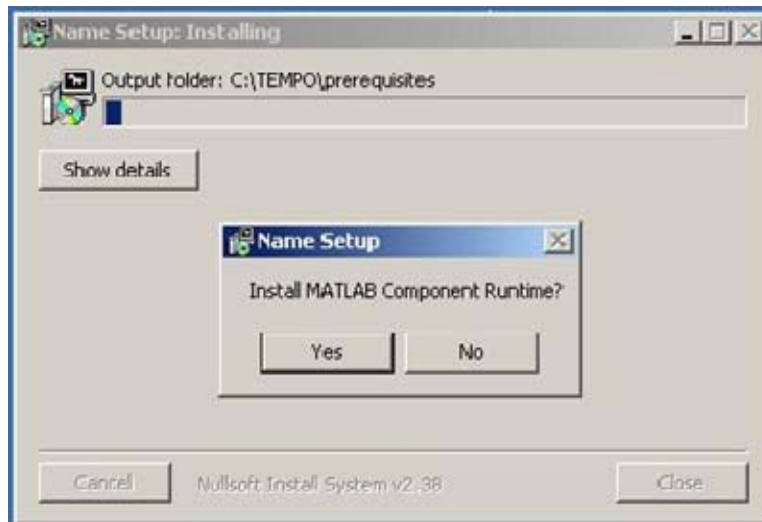 Name Setup: Installing
Output folder: C:\TEMPO\prerequisites
Show details
Name Setup
Install MATLAB Component Runtime?
Yes
No
Cancel
Nullsoft Install System v2.38
Close